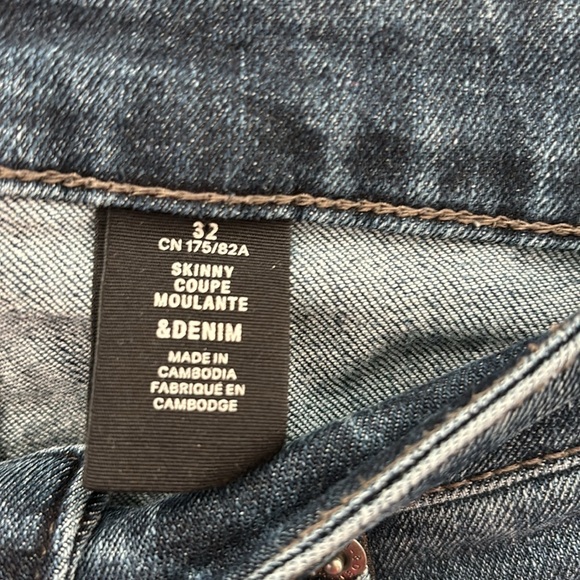 32
CN 175/82A
SKINNY
COUPE
MOULANTE
&DENIM
MADE IN
CAMBODIA
FABRIQUÉ EN
CAMBODGE